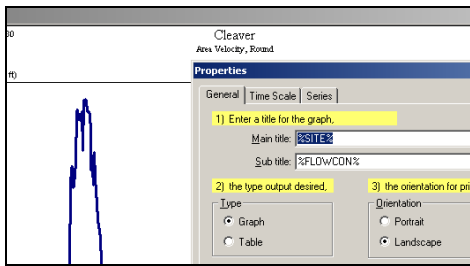 30
Cleaver
Area Velocity, Round
ft)
Properties
General Time Scale Series
1) Enter a title for the graph,
Main title: %SITE%
Sub title: %FLOWCON%
2) the type output desired, 3) the orientation for pri
Type Orientation
Graph Portrait
Table Landscape